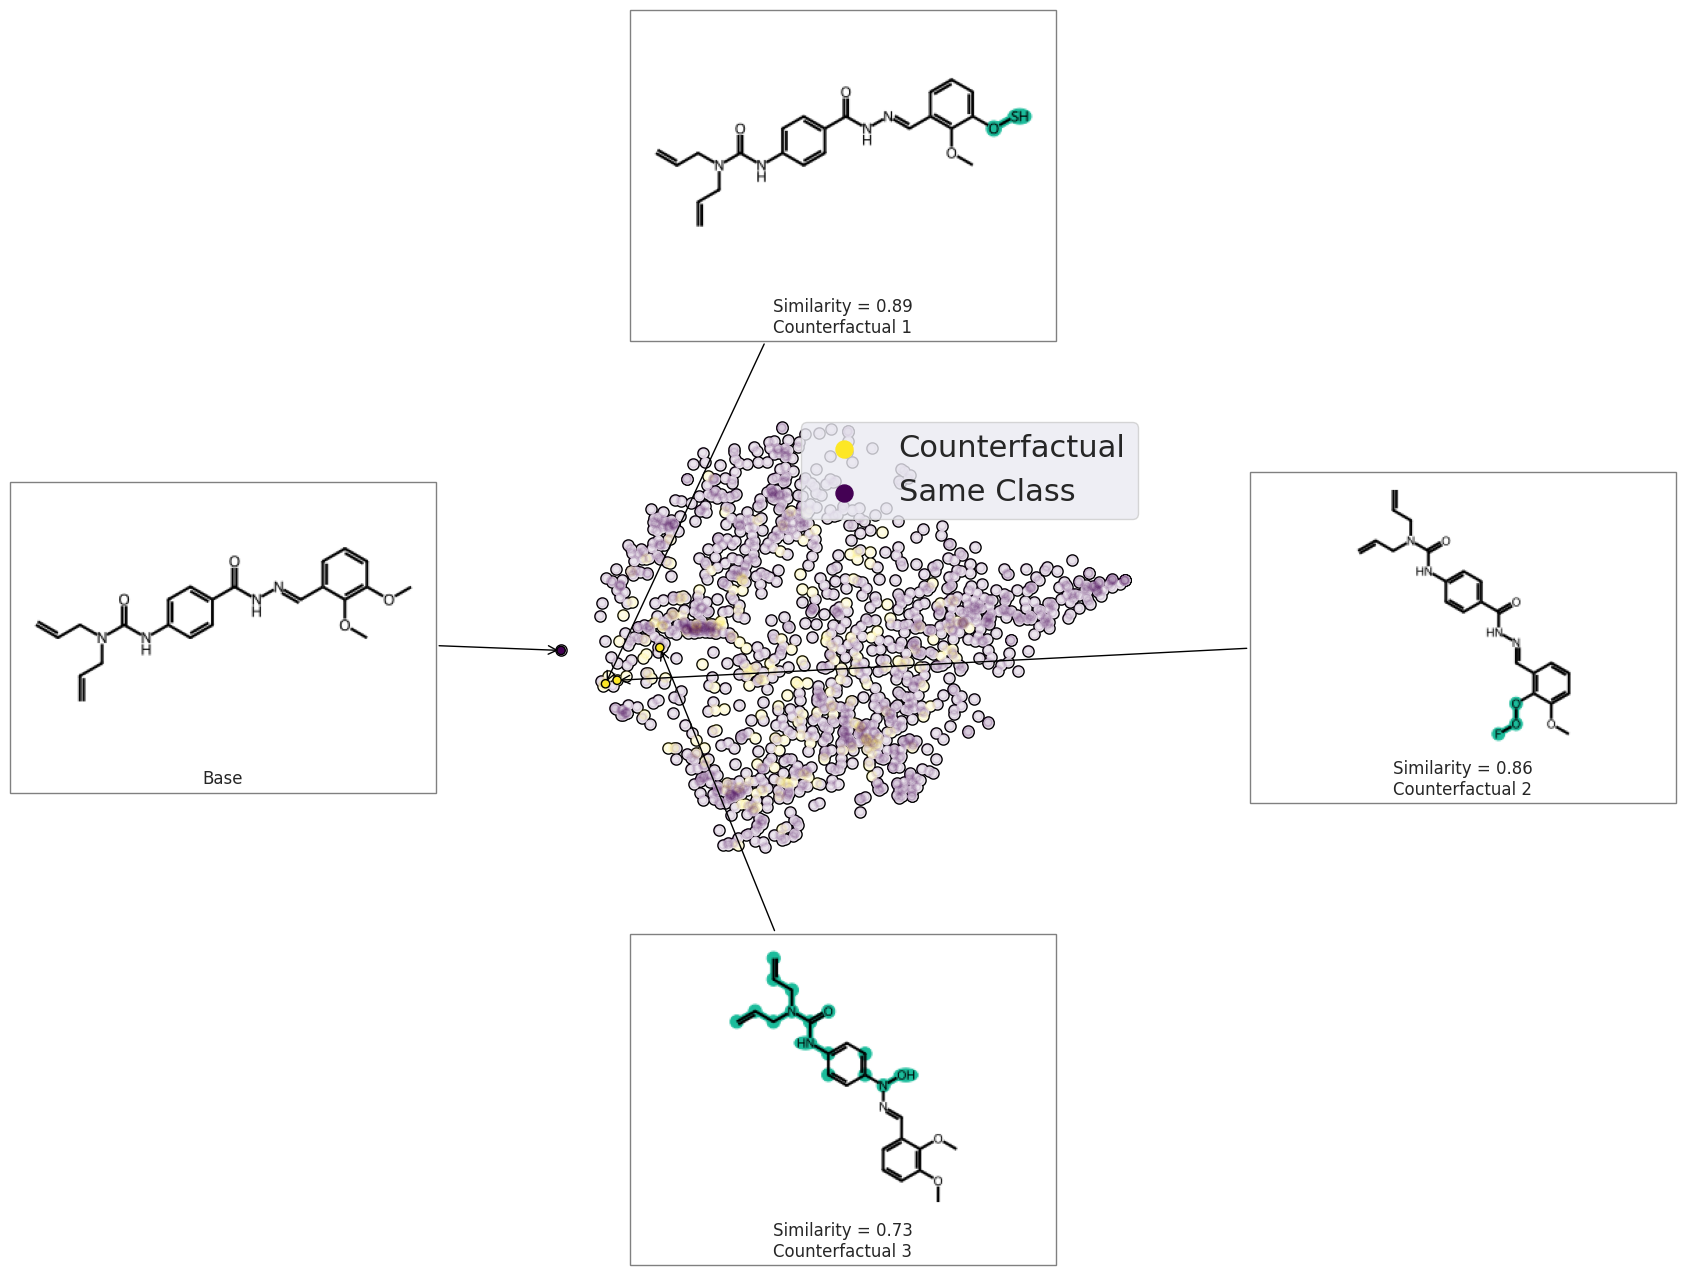 O
O
SH
O
N
N
N
H
O
N
N
H
Similarity = 0.89
Counterfactual 1
Counterfactual
Same Class
O
O
N
N
N
H
O
O
N
N
H
Base
N
O
HN
O
HN
N
O
O
F
O
Similarity = 0.86
Counterfactual 2
N
O
HN
N
OH
N
O
O
Similarity = 0.73
Counterfactual 3